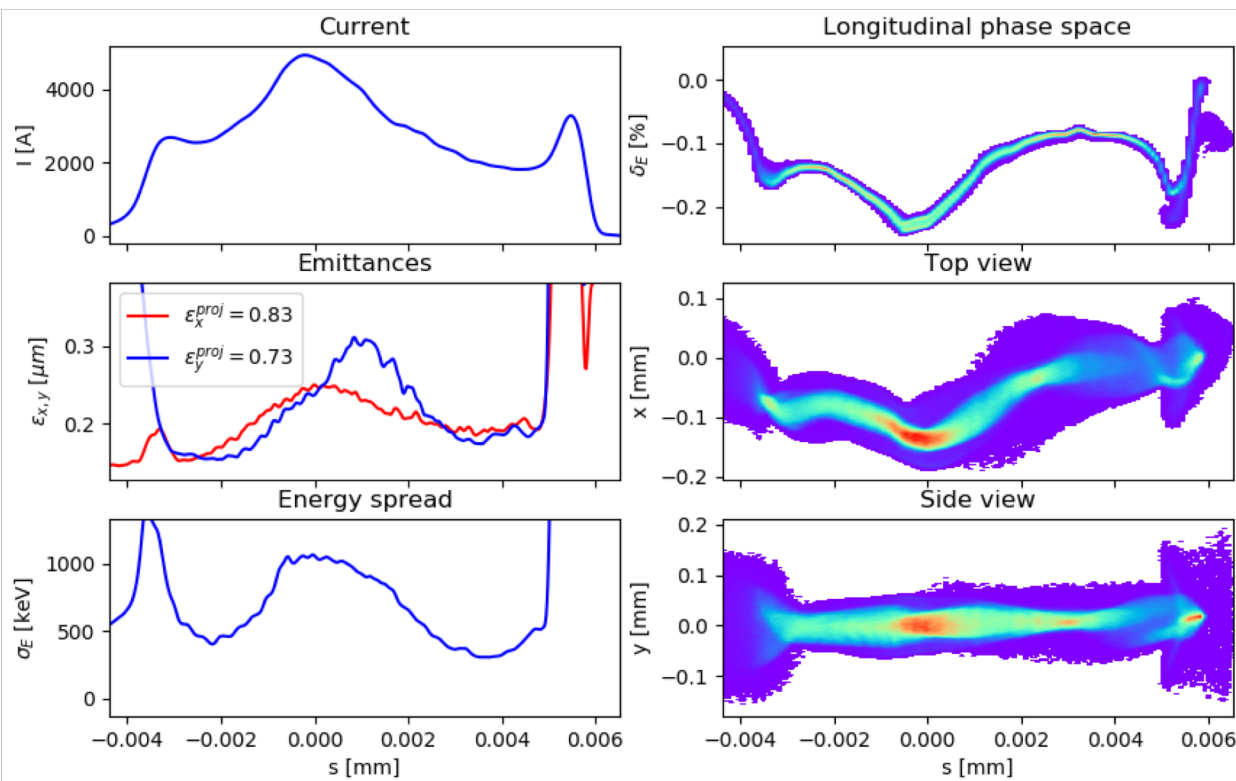 Current
I [A]
4000
2000
0
Longitudinal phase space
δ_E [%]
0.0
−0.1
−0.2
Emittances
ε_{x,y} [μm]
0.3
0.2
ε_x^{proj} = 0.83
ε_y^{proj} = 0.73
Top view
x [mm]
0.1
0.0
−0.1
−0.2
Energy spread
σ_E [keV]
1000
500
0
−0.004 −0.002 0.000 0.002 0.004 0.006
s [mm]
Side view
y [mm]
0.2
0.1
0.0
−0.1
−0.004 −0.002 0.000 0.002 0.004 0.006
s [mm]